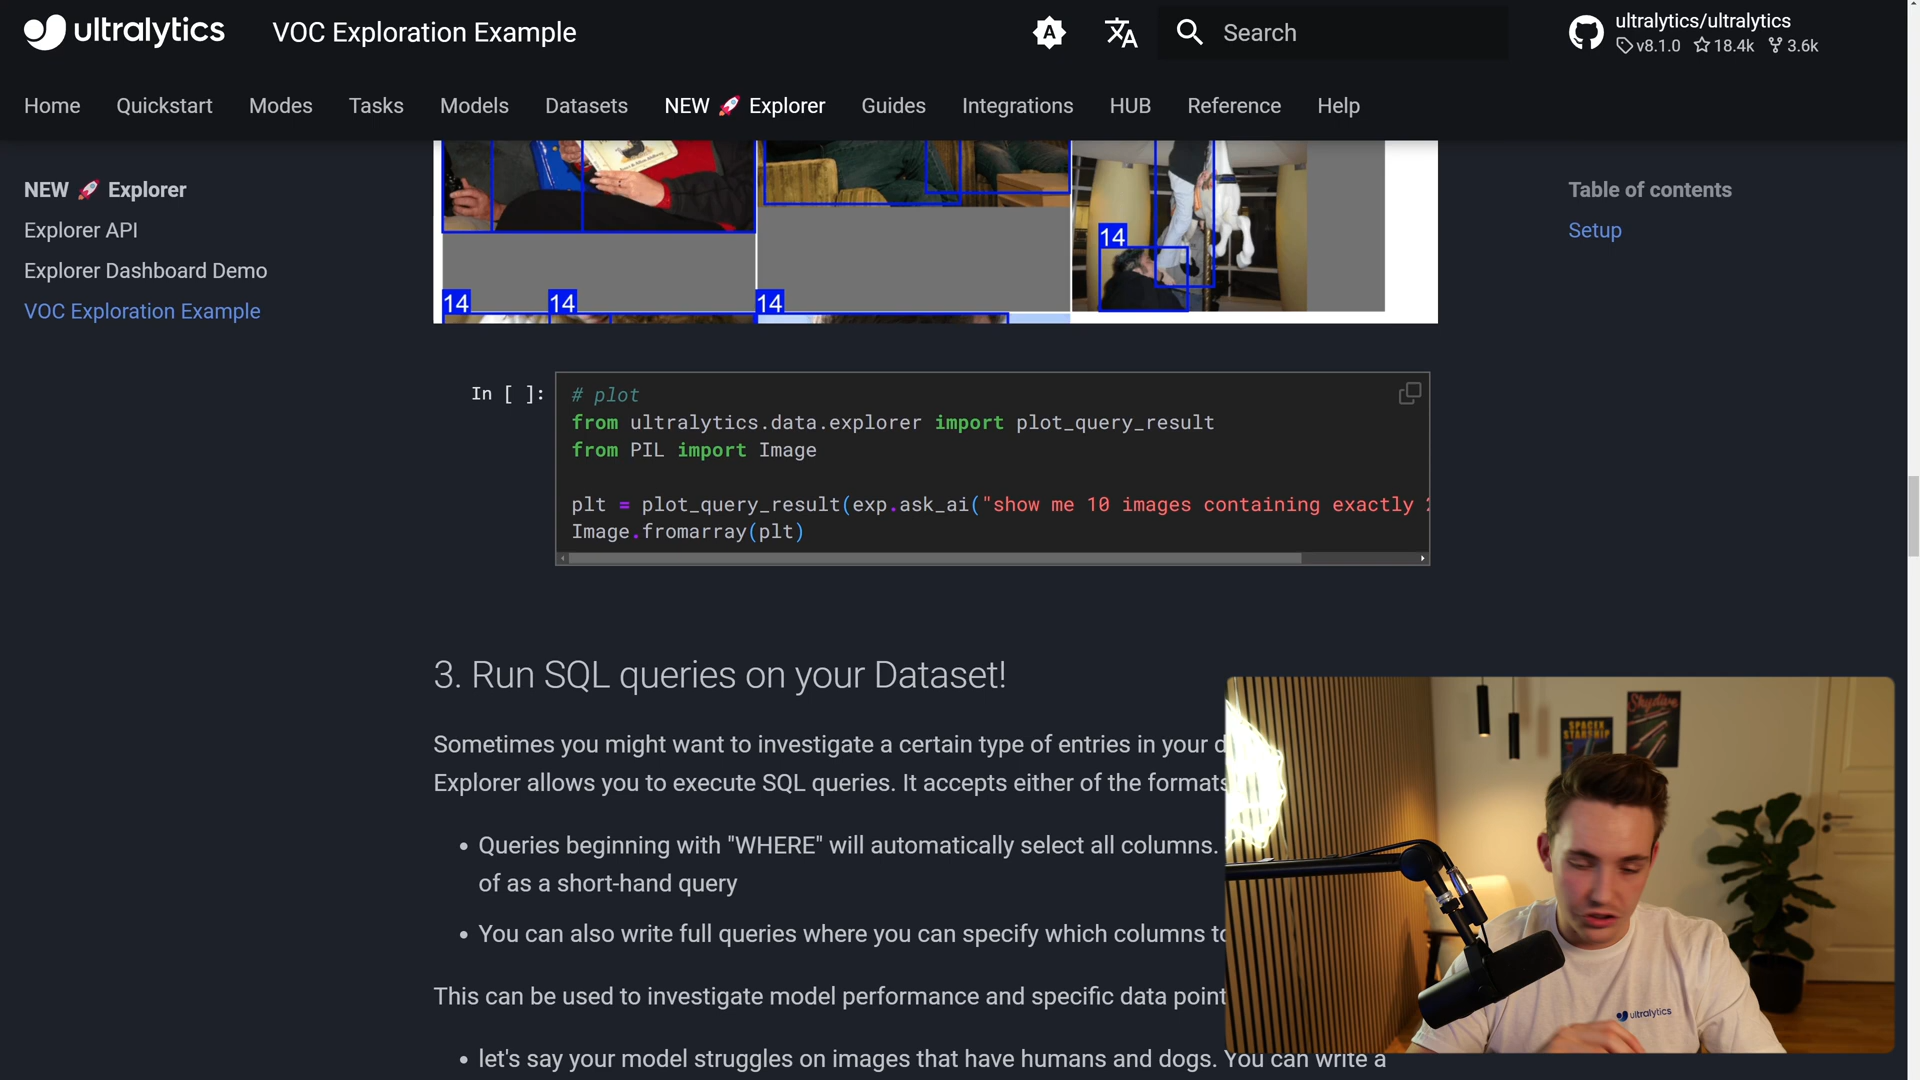 ultralytics
VOC Exploration Example
Search
ultralytics/ultralytics
v8.1.0 18.4k 3.6k
Home Quickstart Modes Tasks Models Datasets NEW 🚀 Explorer Guides Integrations HUB Reference Help
NEW 🚀 Explorer
Explorer API
Explorer Dashboard Demo
VOC Exploration Example
Table of contents
Setup
14
14 14 14
In [ ]:
# plot
from ultralytics.data.explorer import plot_query_result
from PIL import Image
plt = plot_query_result(exp.ask_ai("show me 10 images containing exactly
Image.fromarray(plt)
3. Run SQL queries on your Dataset!
Sometimes you might want to investigate a certain type of entries in your d
Explorer allows you to execute SQL queries. It accepts either of the formats
• Queries beginning with "WHERE" will automatically select all columns.
of as a short-hand query
• You can also write full queries where you can specify which columns to
This can be used to investigate model performance and specific data point
• let's say your model struggles on images that have humans and dogs. You can write a
SPACEX
STARSHIP
Skydive
ultralytics